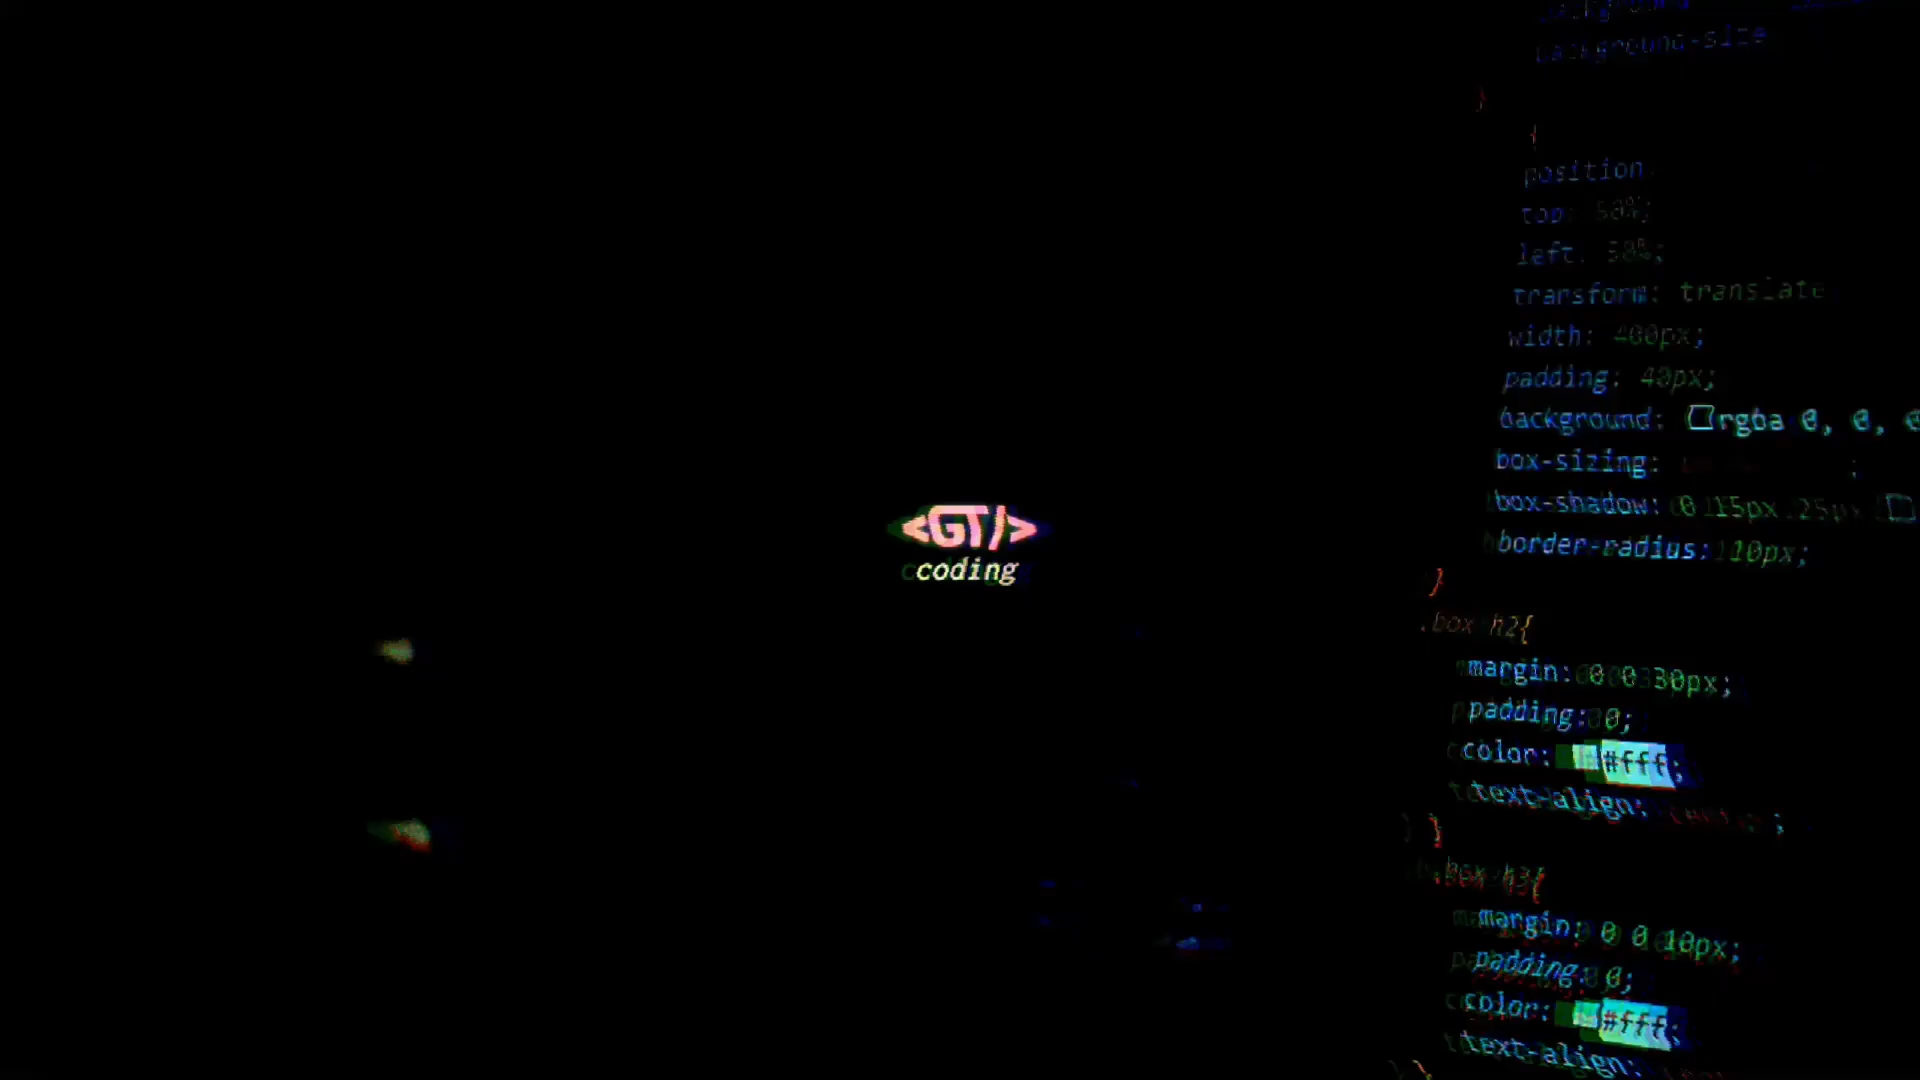 <GT/>
coding
background-size
}
{
position
top: 50%;
left: 50%;
transform: translate
width: 400px;
padding: 40px;
background: rgba 0, 0,
box-sizing: ;
box-shadow: 0 15px 25px
border-radius: 10px;
}
.box h2{
margin: 0 0 30px;
padding: 0;
color: #fff;
text-align: ;
}
.box h3{
margin: 0 0 10px;
padding: 0;
color: #fff;
text-align:
}